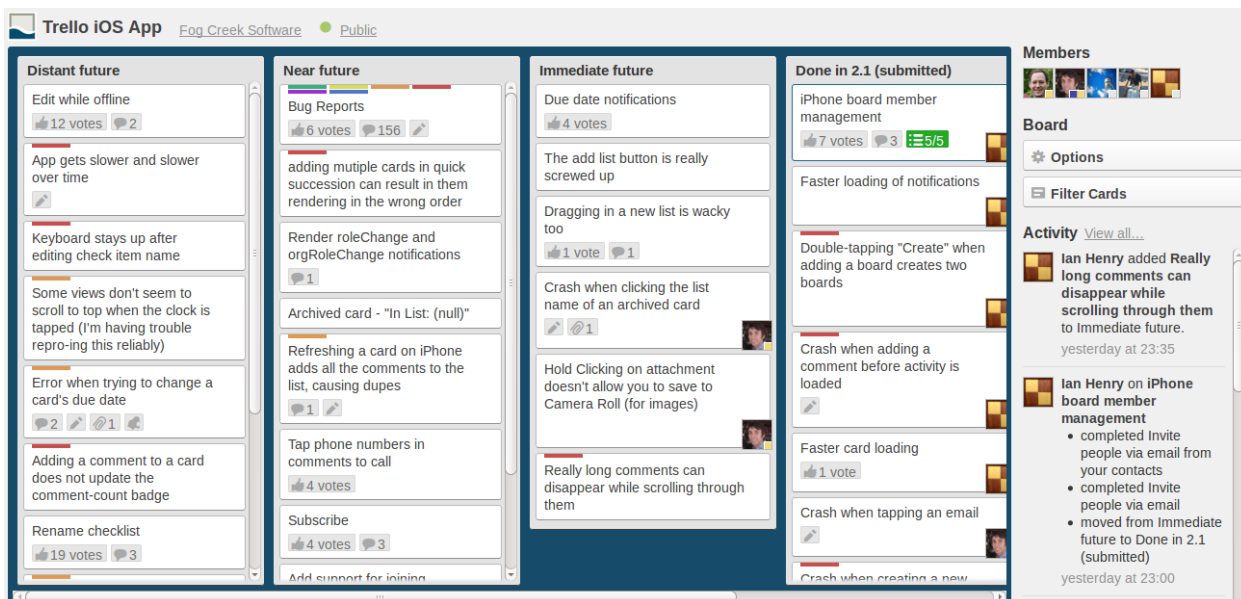 Trello iOS App Fog Creek Software Public
Distant future
Edit while offline
12 votes 2
App gets slower and slower
over time
Keyboard stays up after
editing check item name
Some views don't seem to
scroll to top when the clock is
tapped (I'm having trouble
repro-ing this reliably)
Error when trying to change a
card's due date
2 1
Adding a comment to a card
does not update the
comment-count badge
Rename checklist
19 votes 3
Near future
Bug Reports
6 votes 156
adding mutiple cards in quick
succession can result in them
rendering in the wrong order
Render roleChange and
orgRoleChange notifications
1
Archived card - "In List: (null)"
Refreshing a card on iPhone
adds all the comments to the
list, causing dupes
1
Tap phone numbers in
comments to call
4 votes
Subscribe
4 votes 3
Add support for joining
Immediate future
Due date notifications
4 votes
The add list button is really
screwed up
Dragging in a new list is wacky
too
1 vote 1
Crash when clicking the list
name of an archived card
1
Hold Clicking on attachment
doesn't allow you to save to
Camera Roll (for images)
Really long comments can
disappear while scrolling through
them
Done in 2.1 (submitted)
iPhone board member
management
7 votes 3 5/5
Faster loading of notifications
Double-tapping "Create" when
adding a board creates two
boards
Crash when adding a
comment before activity is
loaded
Faster card loading
1 vote
Crash when tapping an email
Crash when creating a new
Members
Board
Options
Filter Cards
Activity View all...
Ian Henry added Really
long comments can
disappear while
scrolling through them
to Immediate future.
yesterday at 23:35
Ian Henry on iPhone
board member
management
• completed Invite
people via email from
your contacts
• completed Invite
people via email
• moved from Immediate
future to Done in 2.1
(submitted)
yesterday at 23:00